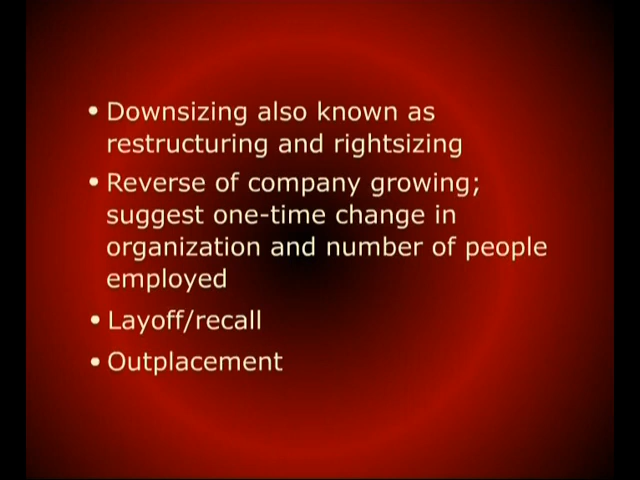 • Downsizing also known as
restructuring and rightsizing
• Reverse of company growing;
suggest one-time change in
organization and number of people
employed
• Layoff/recall
• Outplacement